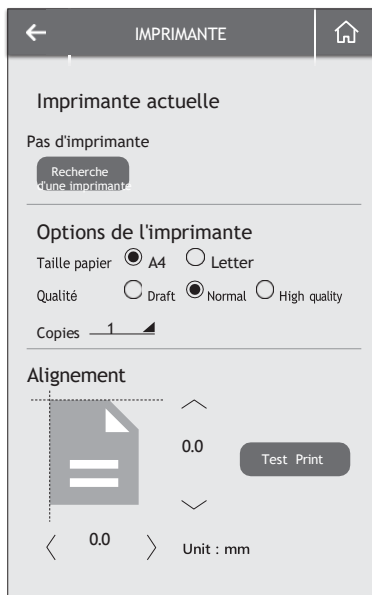 IMPRIMANTE
Imprimante actuelle
Pas d'imprimante
Recherche
d'une imprimante
Options de l'imprimante
Taille papier A4 Letter
Qualité Draft Normal High quality
Copies 1
Alignement
0.0
Test Print
0.0
Unit : mm